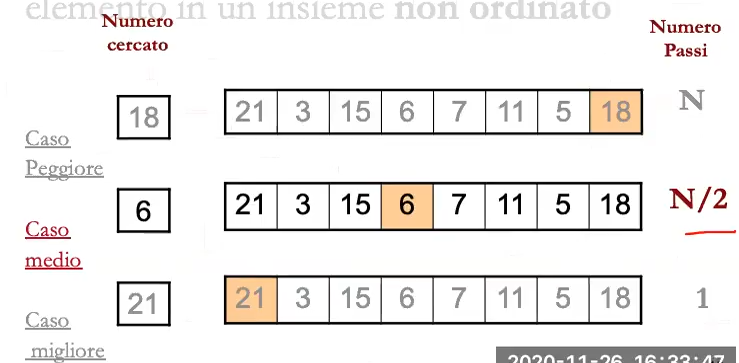 elemento in un insieme non ordinato
Numero
cercato
Numero
Passi
18
21 3 15 6 7 11 5 18
N
Caso
Peggiore
6
21 3 15 6 7 11 5 18
N/2
Caso
medio
21
21 3 15 6 7 11 5 18
1
Caso
migliore
2020-11-26 16:33:47